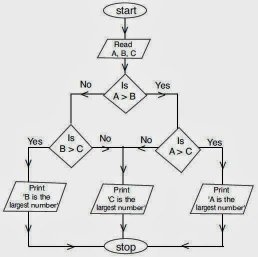 start
Read
A, B, C
Is
A > B
No
Yes
Is
B > C
Is
A > C
Yes
No
No
Yes
Print
'B is the
largest number'
Print
'C is the
largest number'
Print
'A is the
largest number'
stop